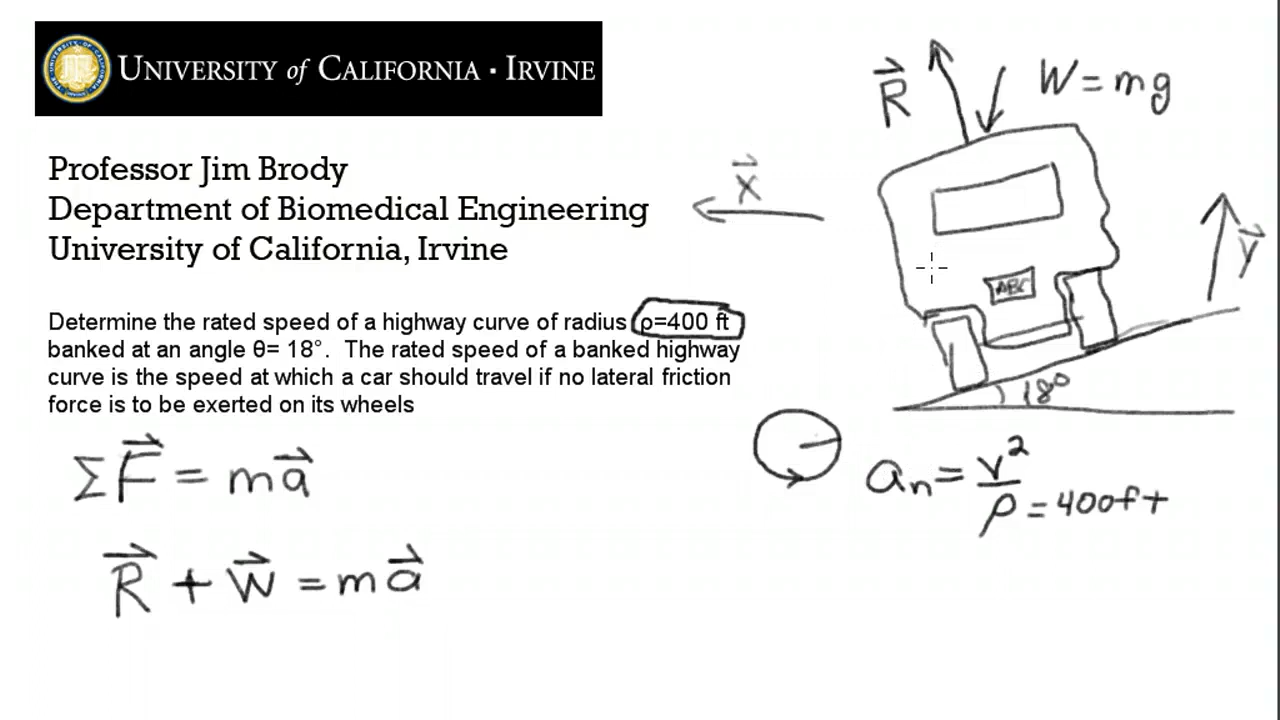 UNIVERSITY of CALIFORNIA · IRVINE
Professor Jim Brody
Department of Biomedical Engineering
University of California, Irvine
Determine the rated speed of a highway curve of radius ρ=400 ft
banked at an angle θ= 18°. The rated speed of a banked highway
curve is the speed at which a car should travel if no lateral friction
force is to be exerted on its wheels
ΣF⃗ = ma⃗
R⃗ + W⃗ = ma⃗
R⃗
W = mg
X⃗
Y⃗
ABC
18°
aₙ = v²/ρ = 400ft